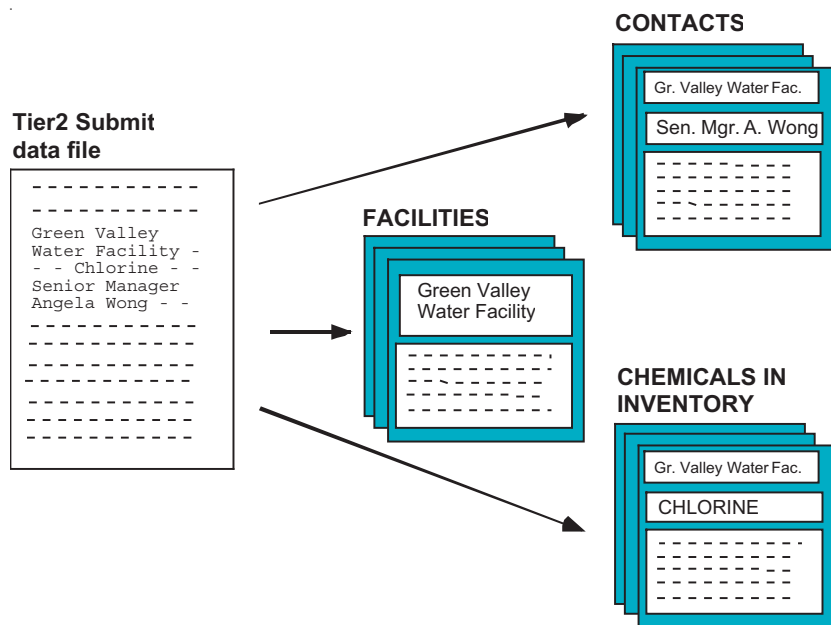 CONTACTS
Gr. Valley Water Fac.
Sen. Mgr. A. Wong
Tier2 Submit
data file
Green Valley
Water Facility -
- - Chlorine - -
Senior Manager
Angela Wong - -
FACILITIES
Green Valley
Water Facility
CHEMICALS IN
INVENTORY
Gr. Valley Water Fac.
CHLORINE